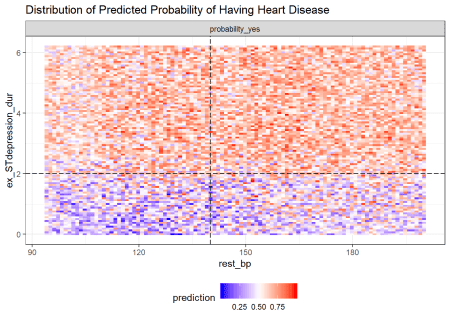 Distribution of Predicted Probability of Having Heart Disease
probability_yes
6
4
2
0
ex_STdepression_dur
90
120
150
180
rest_bp
prediction
0.25 0.50 0.75